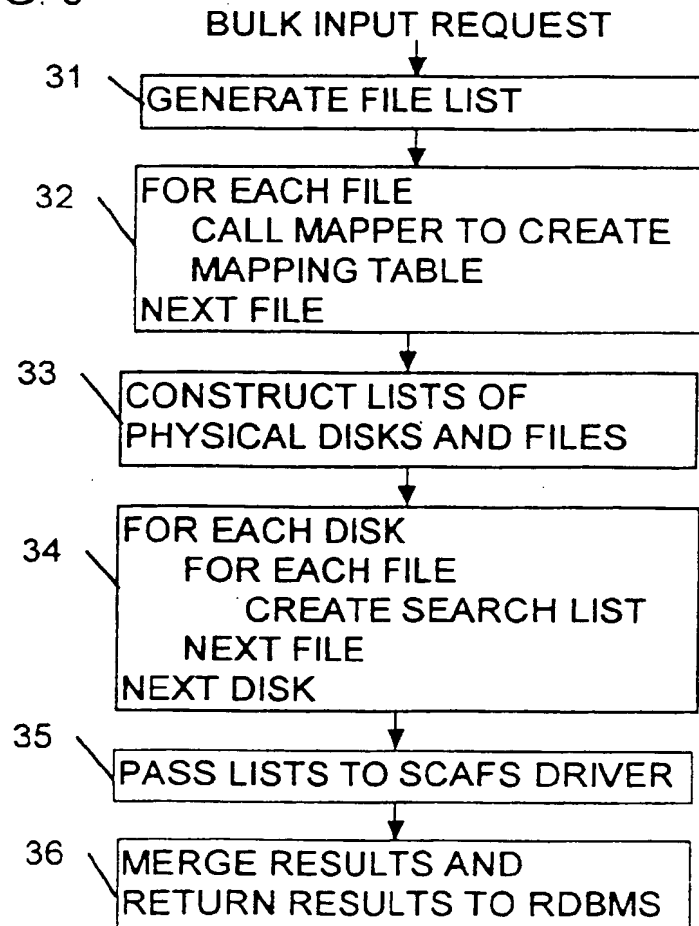 BULK INPUT REQUEST
31
GENERATE FILE LIST
32
FOR EACH FILE
CALL MAPPER TO CREATE
MAPPING TABLE
NEXT FILE
33
CONSTRUCT LISTS OF
PHYSICAL DISKS AND FILES
34
FOR EACH DISK
FOR EACH FILE
CREATE SEARCH LIST
NEXT FILE
NEXT DISK
35
PASS LISTS TO SCAFS DRIVER
36
MERGE RESULTS AND
RETURN RESULTS TO RDBMS